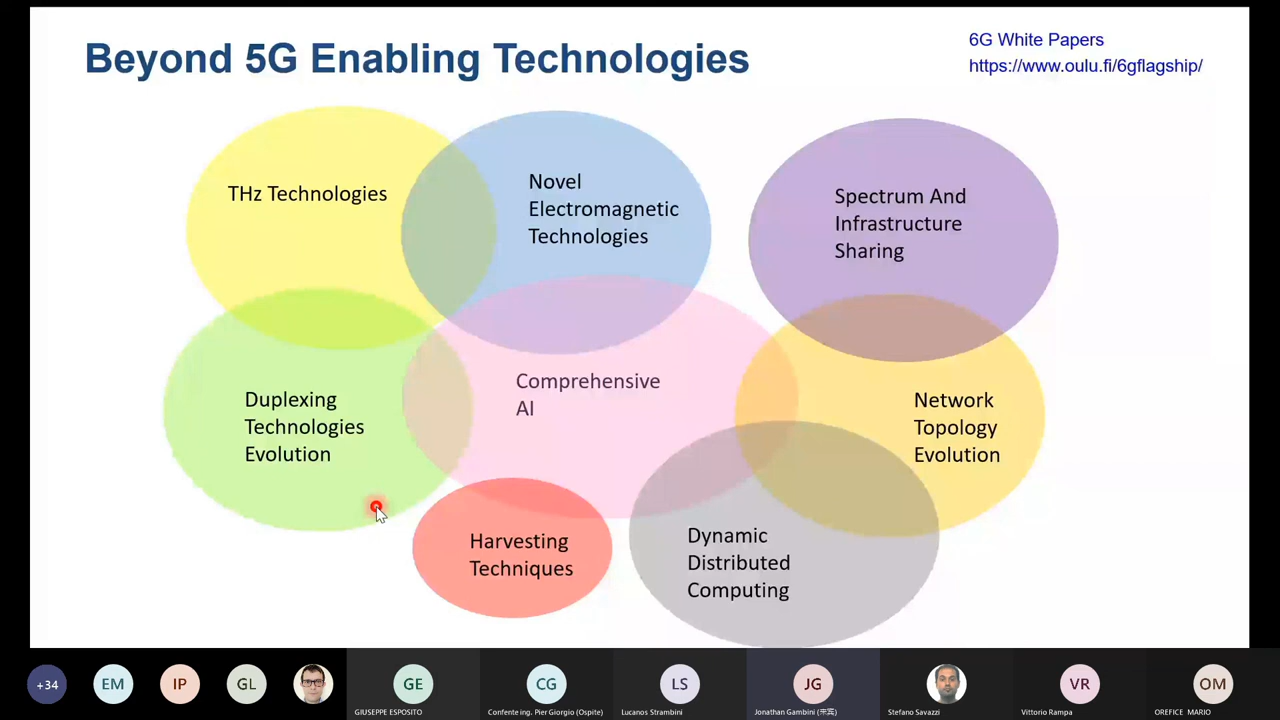 Beyond 5G Enabling Technologies
6G White Papers
https://www.oulu.fi/6gflagship/
THz Technologies
Novel
Electromagnetic
Technologies
Spectrum And
Infrastructure
Sharing
Duplexing
Technologies
Evolution
Comprehensive
AI
Network
Topology
Evolution
Harvesting
Techniques
Dynamic
Distributed
Computing
+34
EM
IP
GL
GE
GIUSEPPE ESPOSITO
CG
Confente ing. Pier Giorgio (Ospite)
LS
Lucanos Strambini
JG
Jonathan Gambini
Stefano Savazzi
VR
Vittorio Rampa
OM
OREFICE MARIO